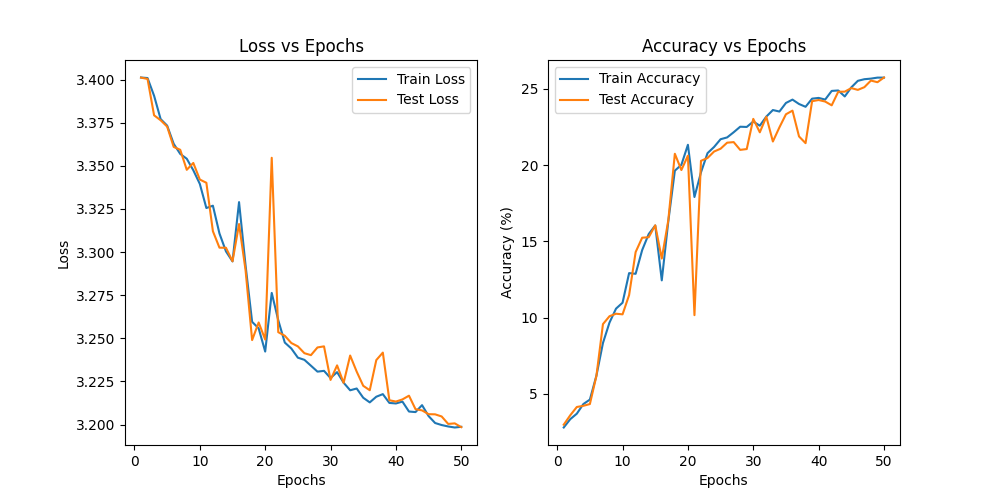 Loss vs Epochs
3.400
3.375
3.350
3.325
3.300
3.275
3.250
3.225
3.200
Loss
Train Loss
Test Loss
0 10 20 30 40 50
Epochs
Accuracy vs Epochs
25
20
15
10
5
Accuracy (%)
Train Accuracy
Test Accuracy
0 10 20 30 40 50
Epochs